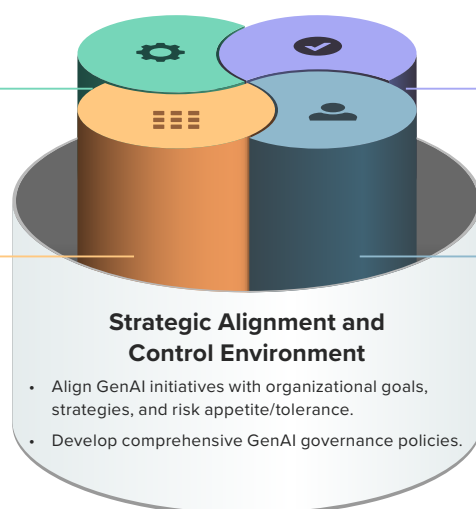 Strategic Alignment and
Control Environment
• Align GenAI initiatives with organizational goals,
strategies, and risk appetite/tolerance.
• Develop comprehensive GenAI governance policies.